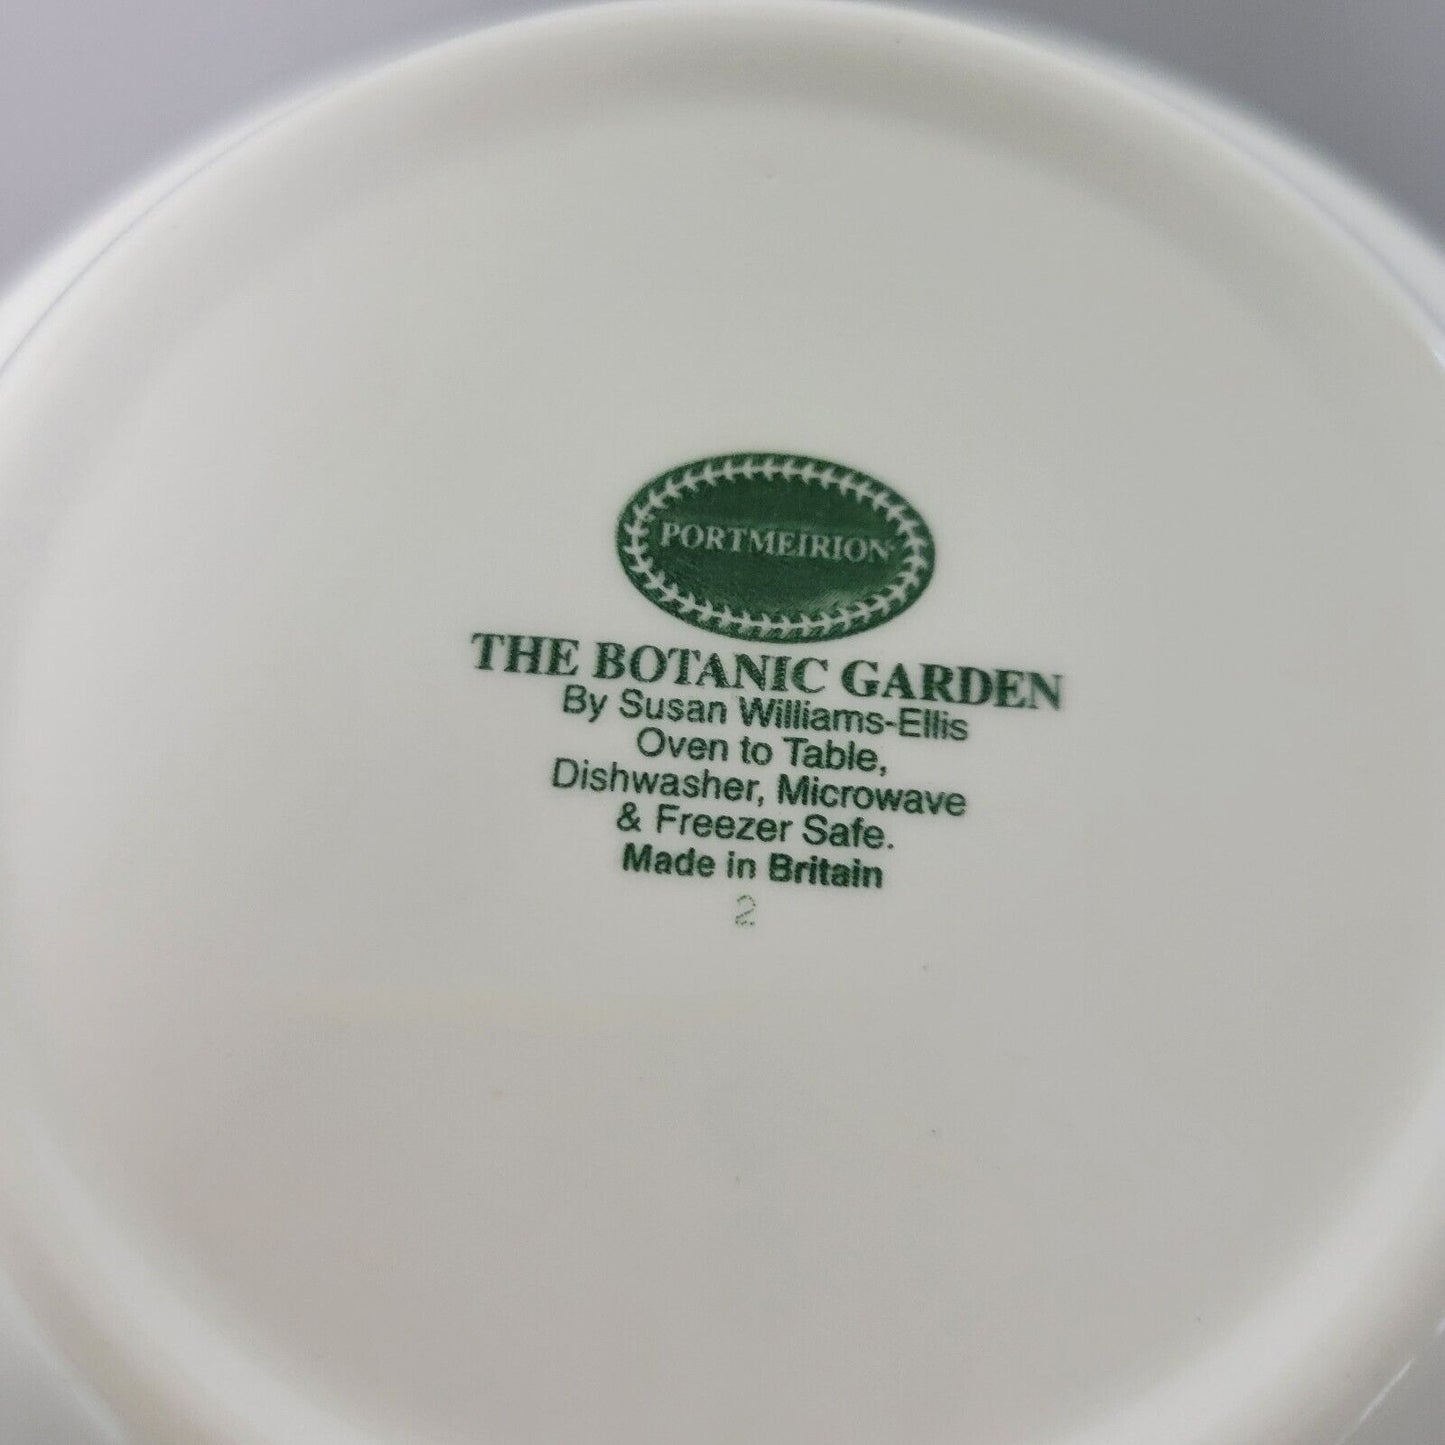 PORTMEIRION
THE BOTANIC GARDEN
By Susan Williams-Ellis
Oven to Table,
Dishwasher, Microwave
& Freezer Safe.
Made in Britain
2